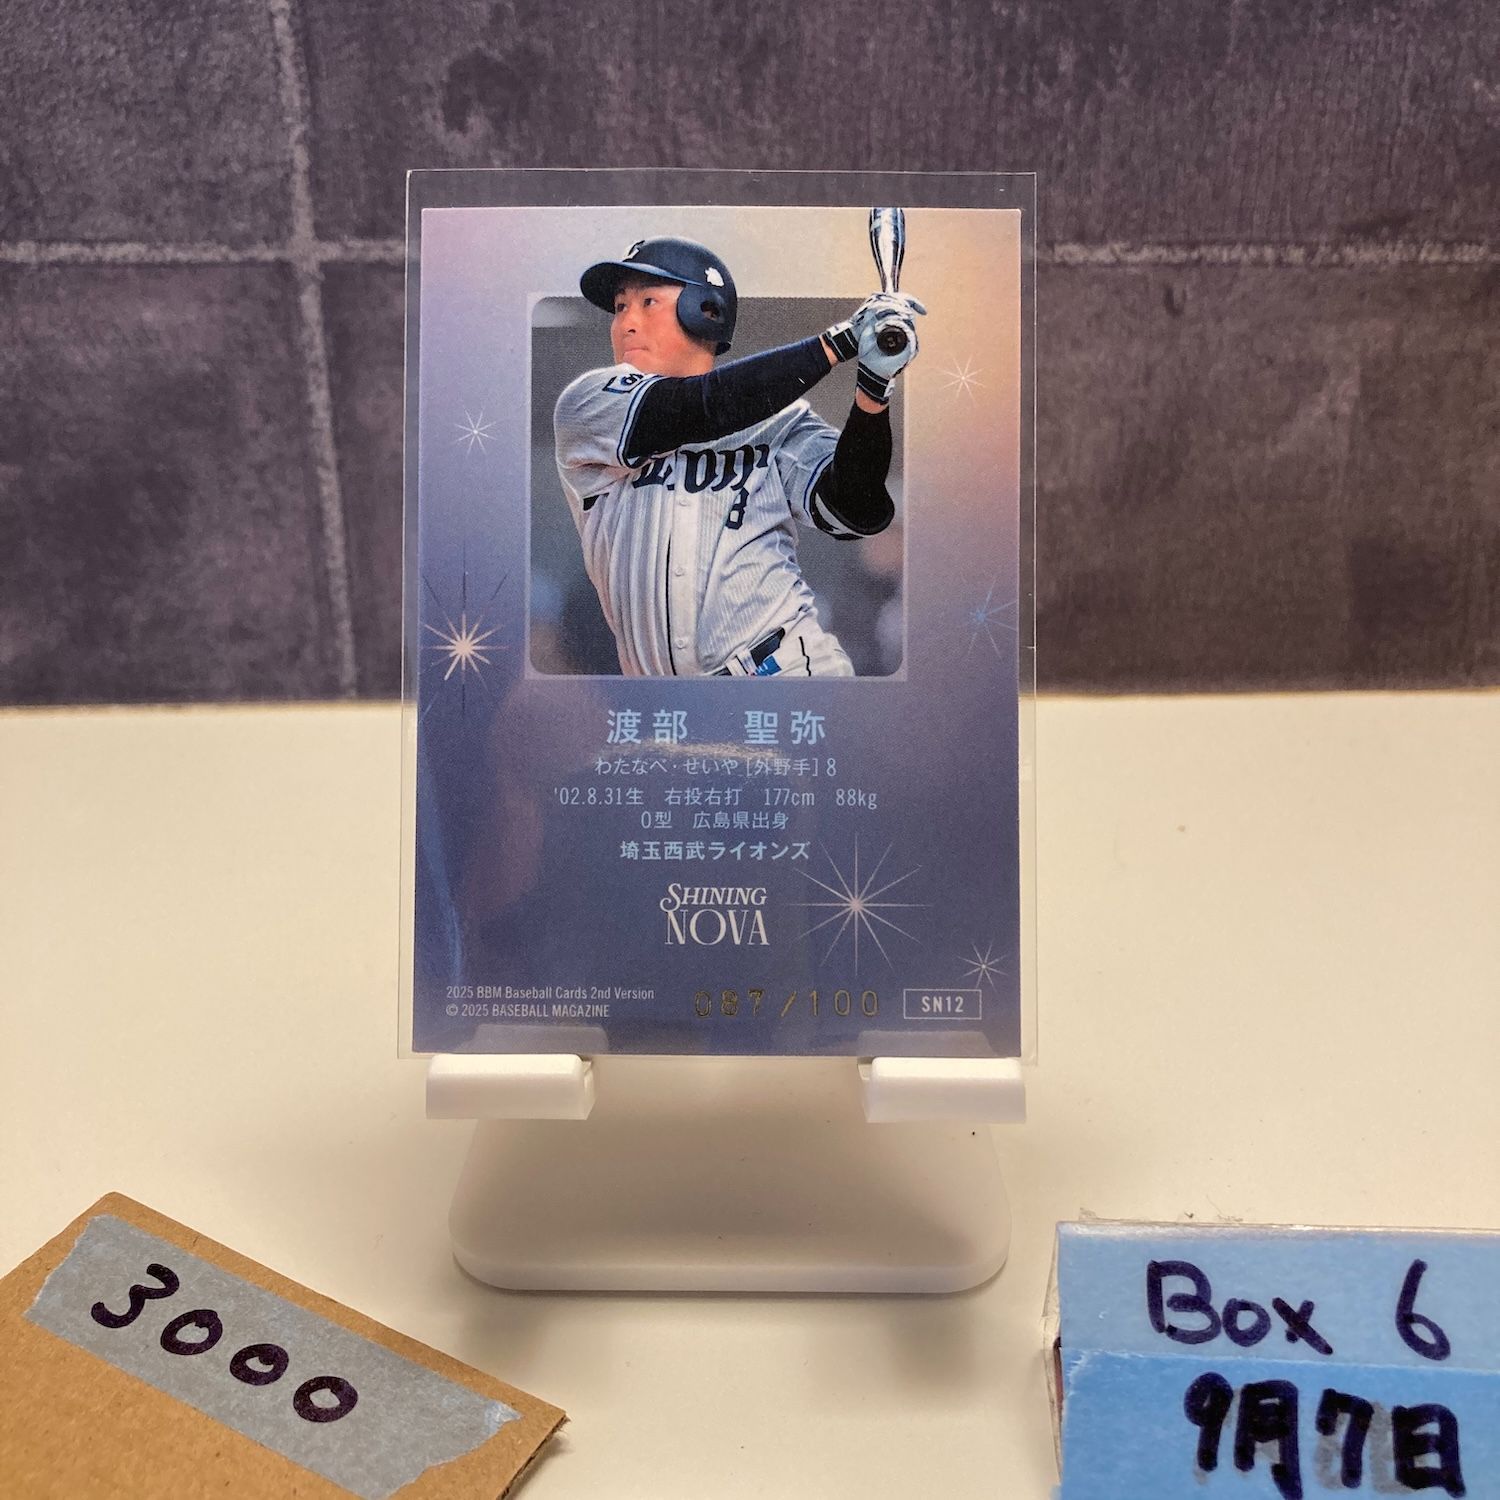 8
渡部 聖弥
わたなべ・せいや [外野手] 8
'02.8.31生 右投右打 177cm 88kg
O型 広島県出身
埼玉西武ライオンズ
SHINING
NOVA
2025 BBM Baseball Cards 2nd Version
© 2025 BASEBALL MAGAZINE
087/100
SN12
3000
Box 6
9月7日